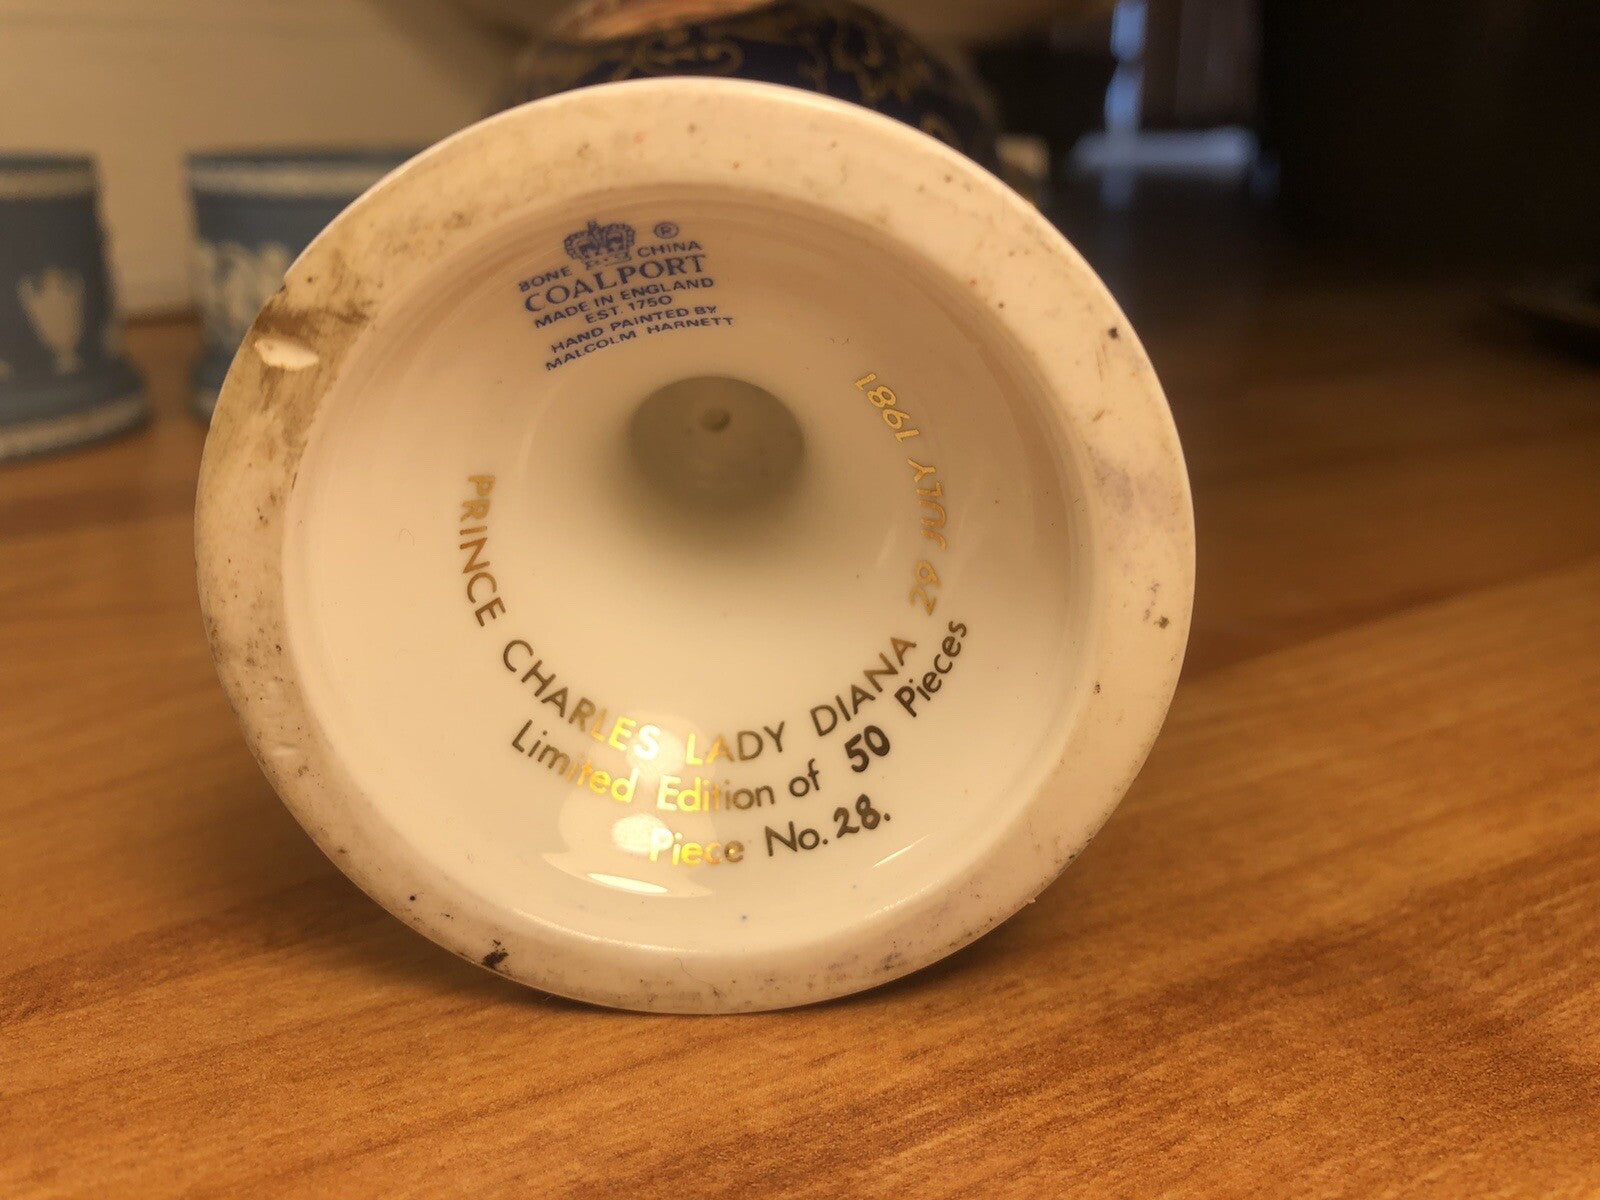 BONE CHINA ®
COALPORT
MADE IN ENGLAND
EST. 1750
HAND PAINTED BY
MALCOLM HARNETT
PRINCE CHARLES LADY DIANA 29 JULY 1981
Limited Edition of 50 Pieces
Piece No. 28.